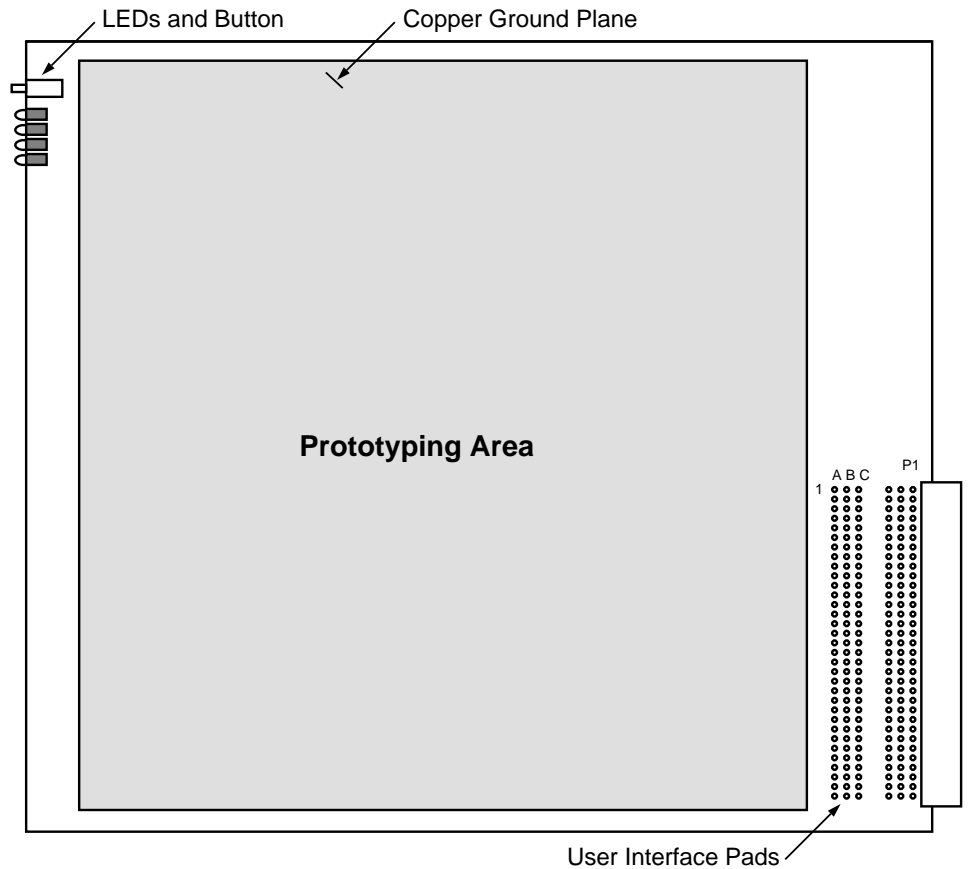 LEDs and Button
Copper Ground Plane
Prototyping Area
P1
A B C
1
User Interface Pads